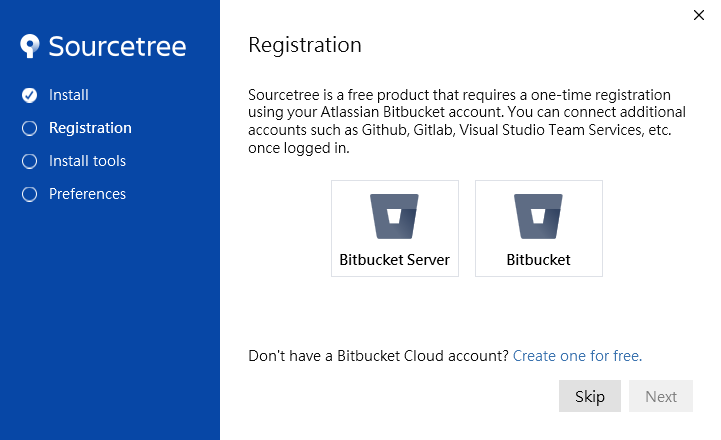 Sourcetree
Install
Registration
Install tools
Preferences
Registration
Sourcetree is a free product that requires a one-time registration
using your Atlassian Bitbucket account. You can connect additional
accounts such as Github, Gitlab, Visual Studio Team Services, etc.
once logged in.
Bitbucket Server
Bitbucket
Don't have a Bitbucket Cloud account? Create one for free.
Skip
Next